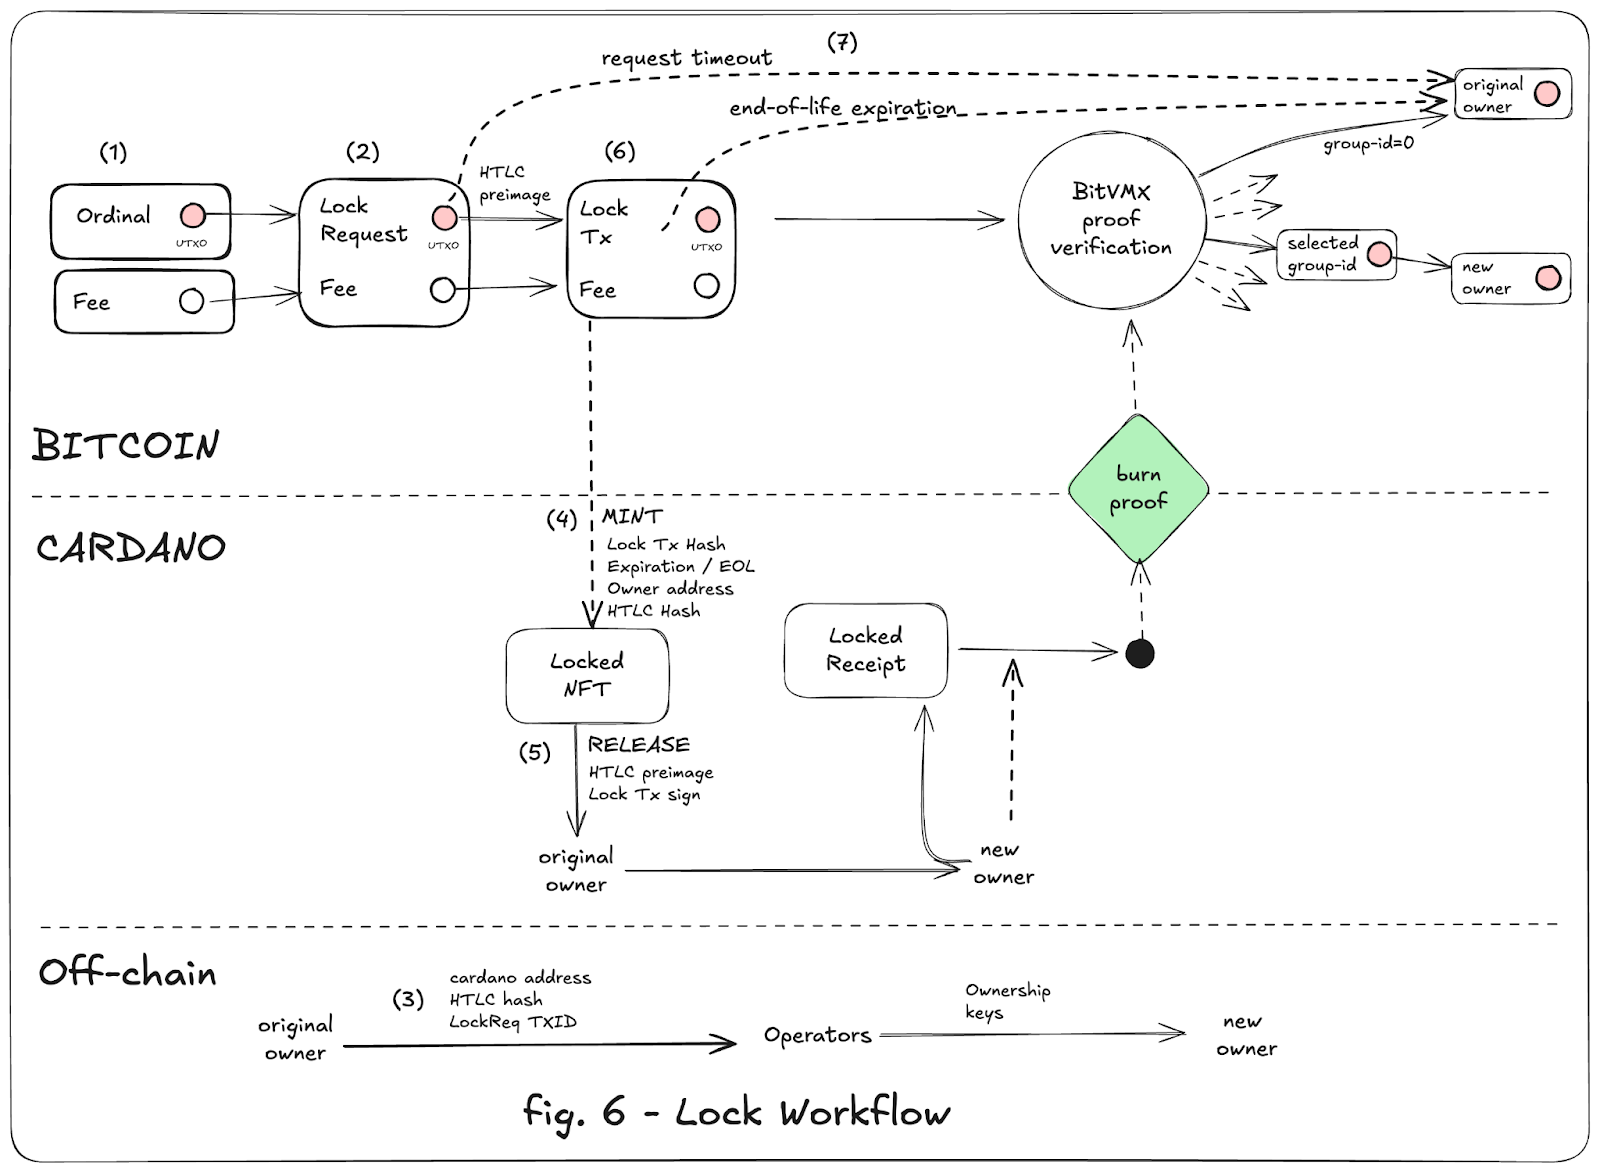 (7)
request timeout
end-of-life expiration
original
owner
group-id=0
(1)
(2)
(6)
HTLC
preimage
Ordinal
UTXO
Fee
Lock
Request
UTXO
Fee
Lock
Tx
UTXO
Fee
BitVMX
proof
verification
selected
group-id
new
owner
BITCOIN
burn
proof
CARDANO
(4)
MINT
Lock Tx Hash
Expiration / EOL
Owner address
HTLC Hash
Locked
NFT
Locked
Receipt
(5)
RELEASE
HTLC preimage
Lock Tx sign
original
owner
new
owner
Off-chain
(3)
cardano address
HTLC hash
LockReq TXID
original
owner
Operators
Ownership
keys
new
owner
fig. 6 - Lock Workflow